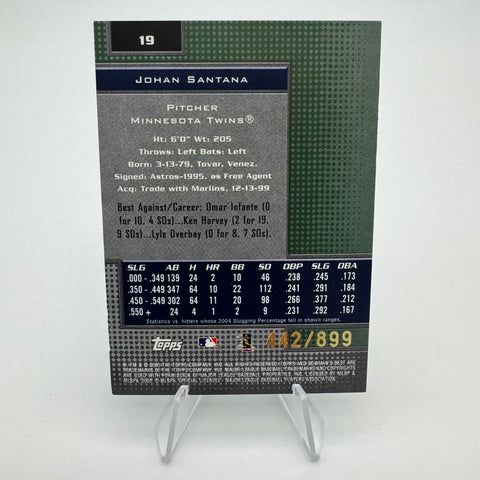 19
JOHAN SANTANA
PITCHER
MINNESOTA TWINS®
Ht: 6'0" Wt: 205
Throws: Left Bats: Left
Born: 3-13-79, Tovar, Venez.
Signed: Astros-1995, as Free Agent
Acq: Trade with Marlins, 12-13-99
Best Against/Career: Omar Infante (0
for 10, 4 SOs)...Ken Harvey (2 for 19,
9 SOs)...Lyle Overbay (0 for 8, 7 SOs).
SLG AB H HR BB SO OBP SLG OBA
.000 - .349 139 24 2 10 46 .238 .245 .173
.350 - .449 347 64 10 22 112 .241 .291 .184
.450 - .549 302 64 11 20 98 .266 .377 .212
.550 + 24 4 0 2 9 .231 .292 .167
Statistics vs. hitters whose 2004 Slugging Percentage fell in shown ranges.
Topps
442/899